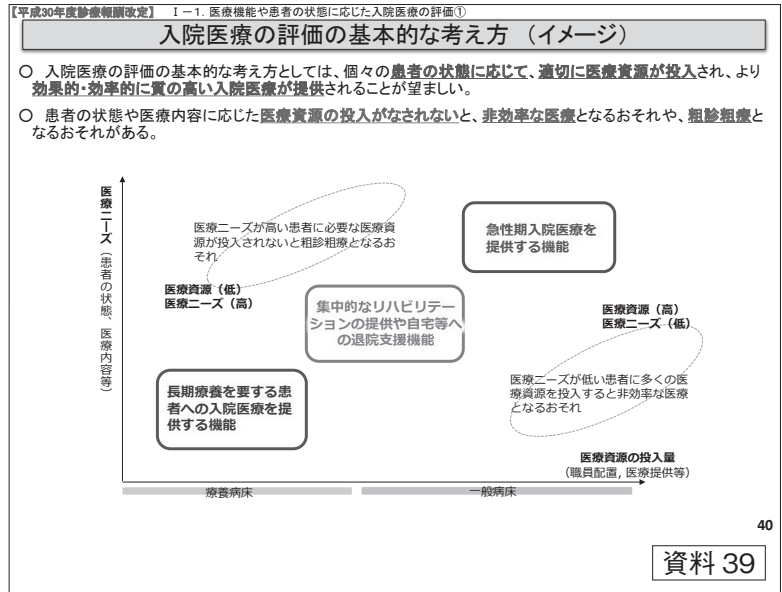 【平成30年度診療報酬改定】 Ⅰ－1. 医療機能や患者の状態に応じた入院医療の評価①
入院医療の評価の基本的な考え方 （イメージ）
○ 入院医療の評価の基本的な考え方としては、個々の患者の状態に応じて、適切に医療資源が投入され、より
効果的・効率的に質の高い入院医療が提供されることが望ましい。
○ 患者の状態や医療内容に応じた医療資源の投入がなされないと、非効率な医療となるおそれや、粗診粗療と
なるおそれがある。
医療ニーズ（患者の状態、医療内容等）
医療ニーズが高い患者に必要な医療資
源が投入されないと粗診粗療となるお
それ
医療資源（低）
医療ニーズ（高）
急性期入院医療を
提供する機能
集中的なリハビリテー
ションの提供や自宅等へ
の退院支援機能
医療資源（高）
医療ニーズ（低）
医療ニーズが低い患者に多くの医
療資源を投入すると非効率な医療
となるおそれ
長期療養を要する患
者への入院医療を提
供する機能
医療資源の投入量
（職員配置, 医療提供等）
療養病床
一般病床
40
資料 39